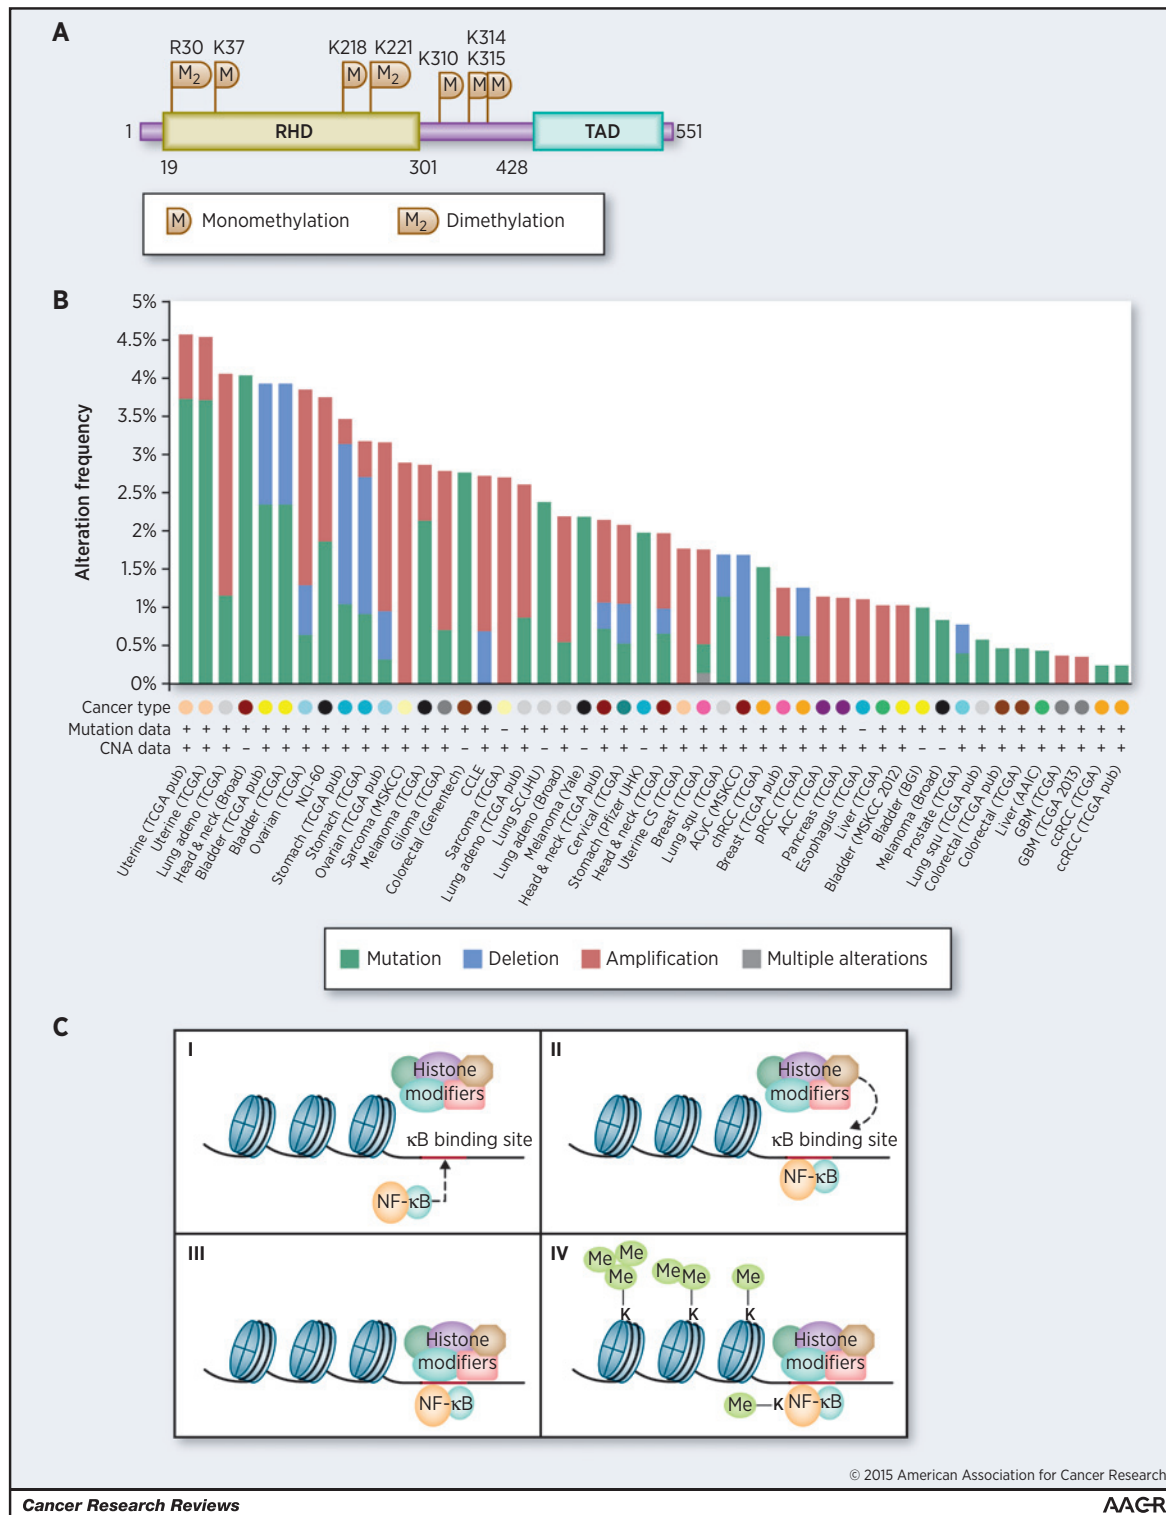 A
R30 K37 K218 K221 K310 K314
K315
M2 M M M2 M M M
1 RHD TAD 551
19 301 428
M Monomethylation M2 Dimethylation
B
Alteration frequency
5%
4.5%
4%
3.5%
3%
2.5%
2%
1.5%
1%
0.5%
0%
Cancer type
Mutation data + + + + + + + + + + + + + + + + – + + + + + + + + + + + + + + + + + – + + + + + + + + + + + + +
CNA data + + + – + + + + + + + + + + – + + + – + – + + – + + + + + – + + + + + + + – – + + + + + + + + +
Uterine (TCGA pub)
Uterine (TCGA)
Lung adeno (TCGA)
Head & neck (Broad)
Bladder (TCGA pub)
Bladder (TCGA)
Ovarian (TCGA)
NCI-60
Stomach (TCGA pub)
Stomach (TCGA)
Ovarian (TCGA pub)
Sarcoma (MSKCC)
Melanoma (TCGA)
Glioma (TCGA)
Colorectal (Genentech)
CCLE
Sarcoma (TCGA)
Lung adeno (TCGA pub)
Lung SC(JHU)
Lung adeno (Broad)
Melanoma (Yale)
Head & neck (TCGA pub)
Cervical (TCGA)
Stomach (Pfizer UHK)
Head & neck (TCGA)
Uterine CS (TCGA)
Breast (TCGA)
Lung squ (TCGA)
ACyC (MSKCC)
chRCC (TCGA)
Breast (TCGA pub)
pRCC (TCGA)
ACC (TCGA)
Pancreas (TCGA)
Esophagus (TCGA)
Liver (TCGA)
Bladder (MSKCC 2012)
Bladder (BGI)
Melanoma (Broad)
Prostate (TCGA)
Lung squ (TCGA pub)
Colorectal (TCGA pub)
Colorectal (TCGA)
Liver (AAIC)
GBM (TCGA)
GBM (TCGA 2013)
ccRCC (TCGA)
ccRCC (TCGA pub)
Mutation Deletion Amplification Multiple alterations
C
I
Histone
modifiers
κB binding site
NF-κB
II
Histone
modifiers
κB binding site
NF-κB
III
Histone
modifiers
NF-κB
IV
Me Me
Me Me Me Me
K K K
Histone
modifiers
Me K NF-κB
© 2015 American Association for Cancer Research
Cancer Research Reviews
AACR